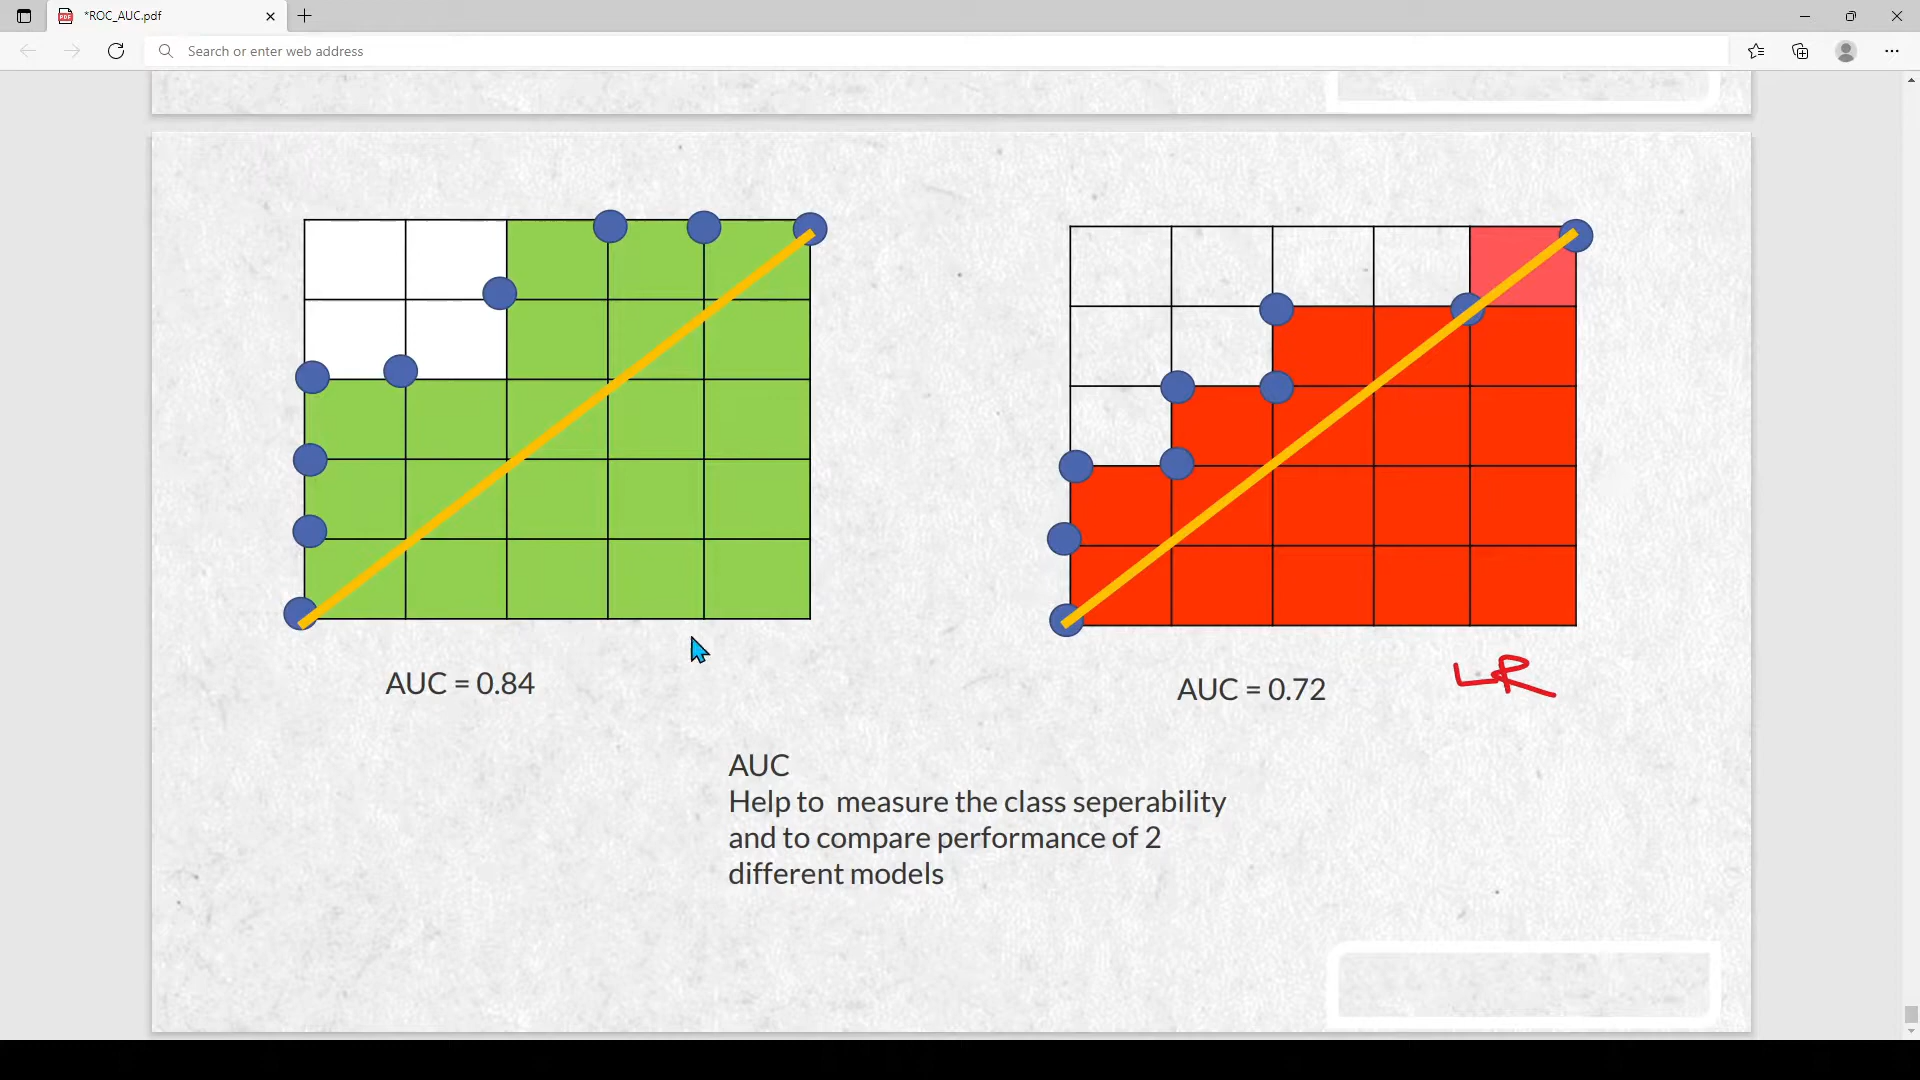 *ROC_AUC.pdf
Search or enter web address
AUC = 0.84
AUC = 0.72
LR
AUC
Help to measure the class seperability
and to compare performance of 2
different models